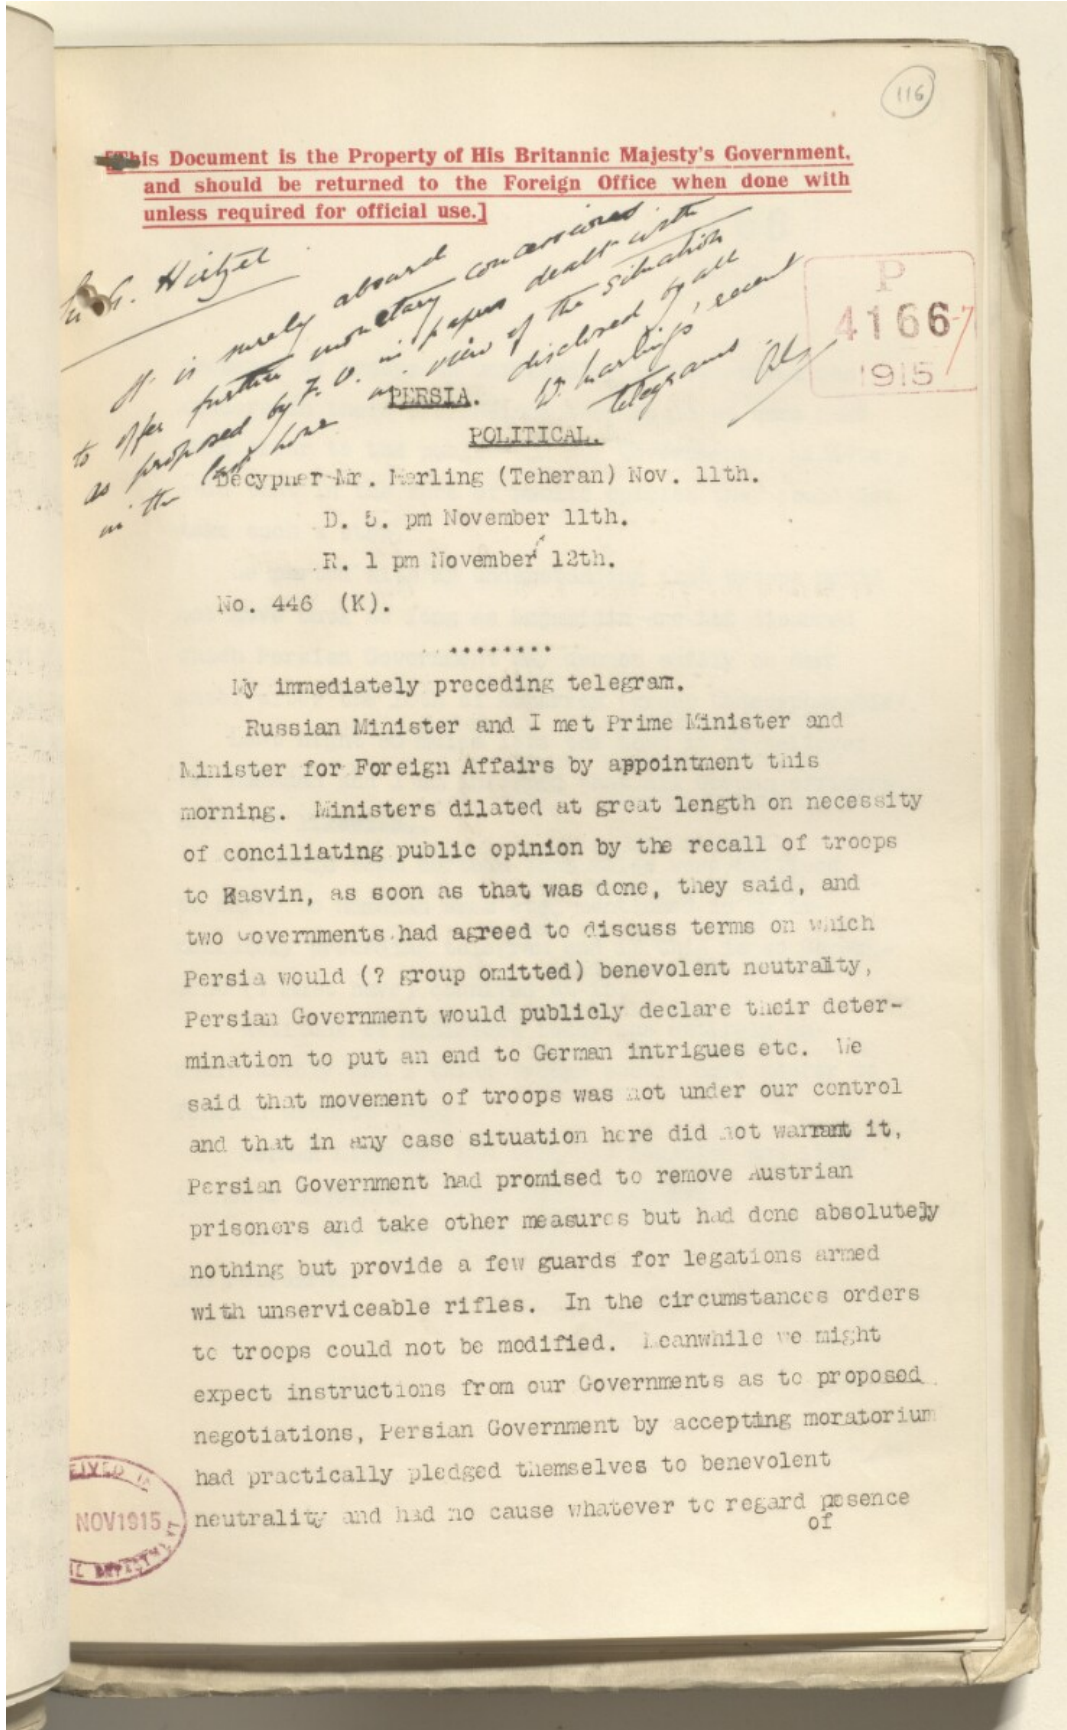 116
[This Document is the Property of His Britannic Majesty's Government,
and should be returned to the Foreign Office when done with
unless required for official use.]
P
4166-7
1915
Hirtzel
It is surely absurd
to offer further monetary concessions
as proposed by F. O. in papers dealt with
in the last here in view of the situation
disclosed by all
Mr Marling's recent
telegrams
PERSIA.
POLITICAL.
Decypher Mr. Marling (Teheran) Nov. 11th.
D. 5. pm November 11th.
R. 1 pm November 12th.
No. 446 (K).
.........
My immediately preceding telegram.
Russian Minister and I met Prime Minister and
Minister for Foreign Affairs by appointment this
morning. Ministers dilated at great length on necessity
of conciliating public opinion by the recall of troops
to Kasvin, as soon as that was done, they said, and
two Governments had agreed to discuss terms on which
Persia would (? group omitted) benevolent neutrality,
Persian Government would publicly declare their deter-
mination to put an end to German intrigues etc. We
said that movement of troops was not under our control
and that in any case situation here did not warrant it,
Persian Government had promised to remove Austrian
prisoners and take other measures but had done absolutely
nothing but provide a few guards for legations armed
with unserviceable rifles. In the circumstances orders
to troops could not be modified. Meanwhile we might
expect instructions from our Governments as to proposed
negotiations, Persian Government by accepting moratorium
had practically pledged themselves to benevolent
neutrality and had no cause whatever to regard posence
of
NOV 1915